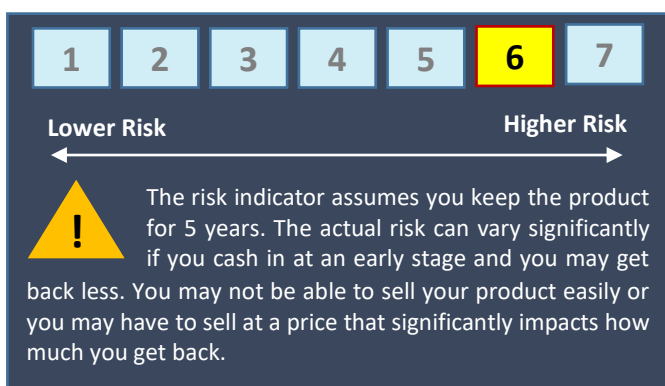 1 2 3 4 5 6 7
Lower Risk Higher Risk
! The risk indicator assumes you keep the product
for 5 years. The actual risk can vary significantly
if you cash in at an early stage and you may get
back less. You may not be able to sell your product easily or
you may have to sell at a price that significantly impacts how
much you get back.